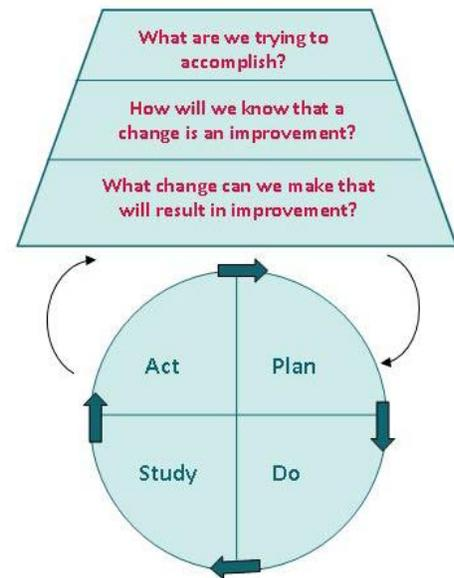 What are we trying to
accomplish?
How will we know that a
change is an improvement?
What change can we make that
will result in improvement?
Act
Plan
Study
Do